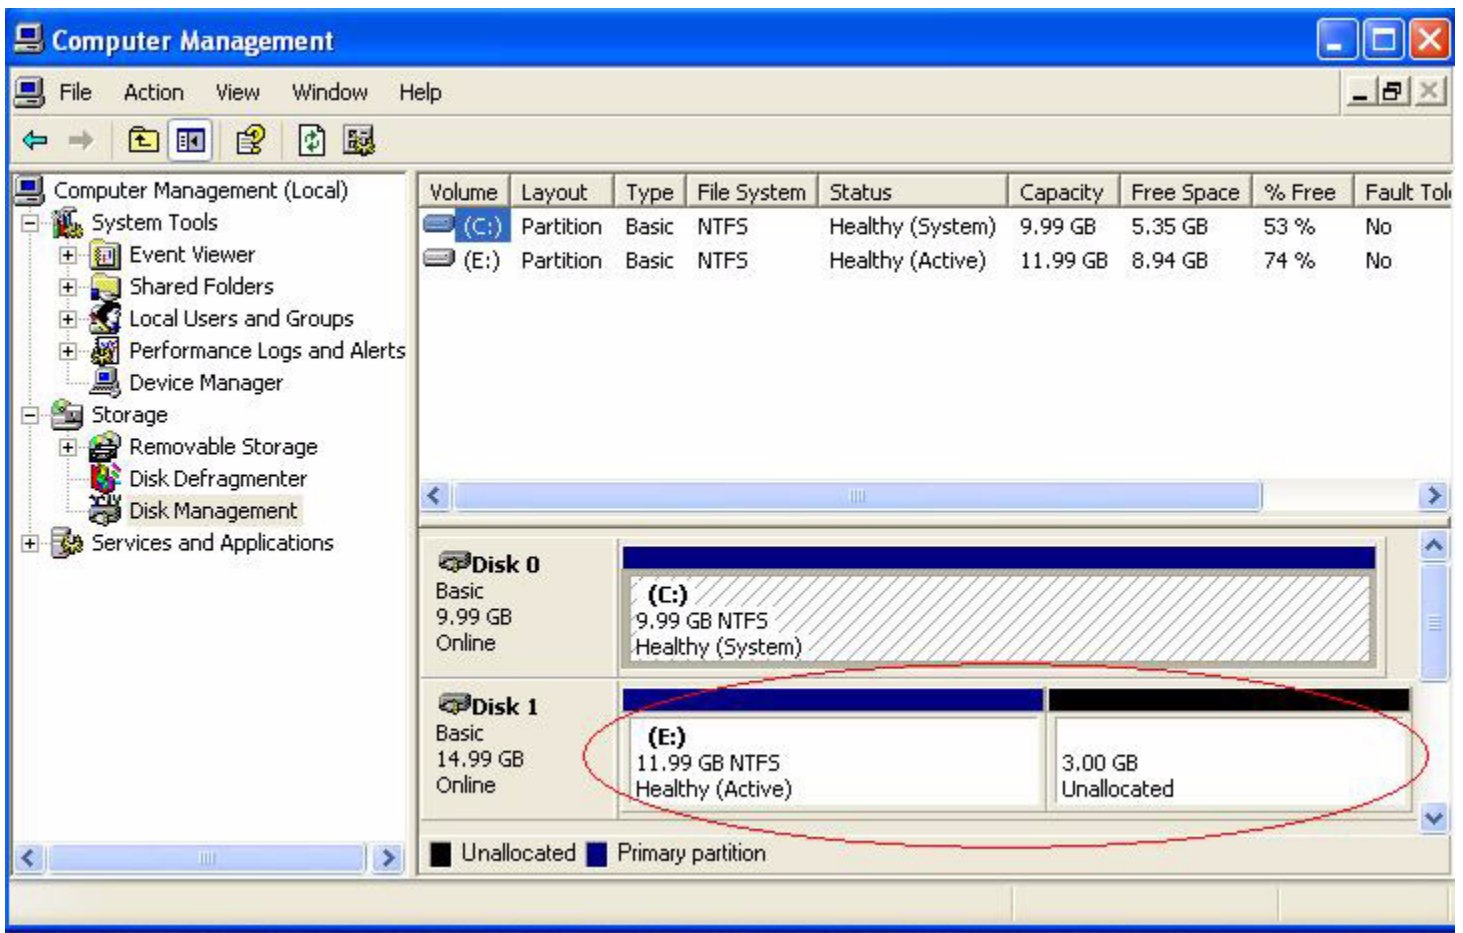 Computer Management
File Action View Window Help
Computer Management (Local)
System Tools
Event Viewer
Shared Folders
Local Users and Groups
Performance Logs and Alerts
Device Manager
Storage
Removable Storage
Disk Defragmenter
Disk Management
Services and Applications
Volume Layout Type File System Status Capacity Free Space % Free Fault Tol
(C:) Partition Basic NTFS Healthy (System) 9.99 GB 5.35 GB 53 % No
(E:) Partition Basic NTFS Healthy (Active) 11.99 GB 8.94 GB 74 % No
Disk 0
Basic
9.99 GB
Online
(C:)
9.99 GB NTFS
Healthy (System)
Disk 1
Basic
14.99 GB
Online
(E:)
11.99 GB NTFS
Healthy (Active)
3.00 GB
Unallocated
Unallocated Primary partition